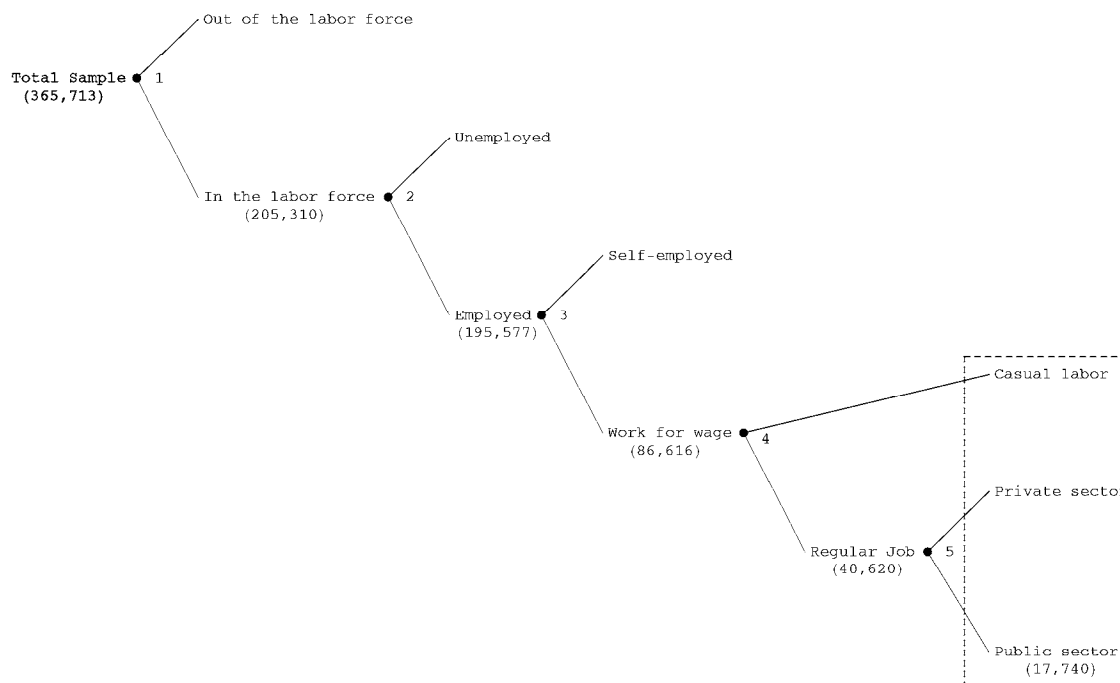 Out of the labor force
Total Sample
1
(365,713)
Unemployed
In the labor force
2
(205,310)
Self-employed
Employed
3
(195,577)
Casual labor
Work for wage
4
(86,616)
Private secto
Regular Job
5
(40,620)
Public sector
(17,740)